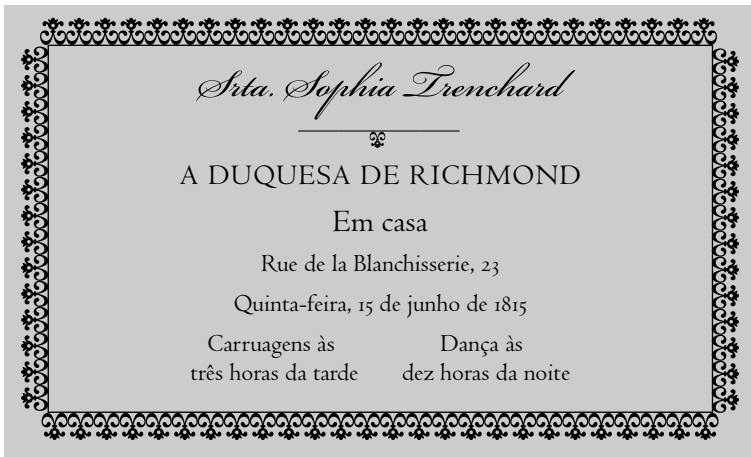 Srta. Sophia Trenchard
A DUQUESA DE RICHMOND
Em casa
Rue de la Blanchisserie, 23
Quinta-feira, 15 de junho de 1815
Carruagens às
três horas da tarde
Dança às
dez horas da noite